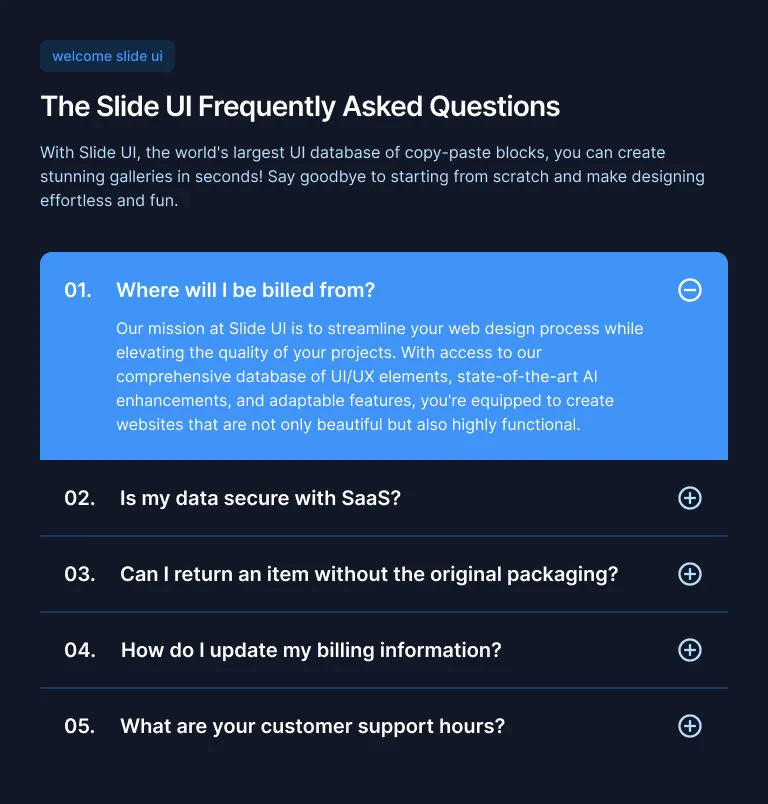 welcome slide ui
The Slide UI Frequently Asked Questions
With Slide UI, the world's largest UI database of copy-paste blocks, you can create
stunning galleries in seconds! Say goodbye to starting from scratch and make designing
effortless and fun.
01. Where will I be billed from?
Our mission at Slide UI is to streamline your web design process while
elevating the quality of your projects. With access to our
comprehensive database of UI/UX elements, state-of-the-art AI
enhancements, and adaptable features, you're equipped to create
websites that are not only beautiful but also highly functional.
02. Is my data secure with SaaS?
03. Can I return an item without the original packaging?
04. How do I update my billing information?
05. What are your customer support hours?